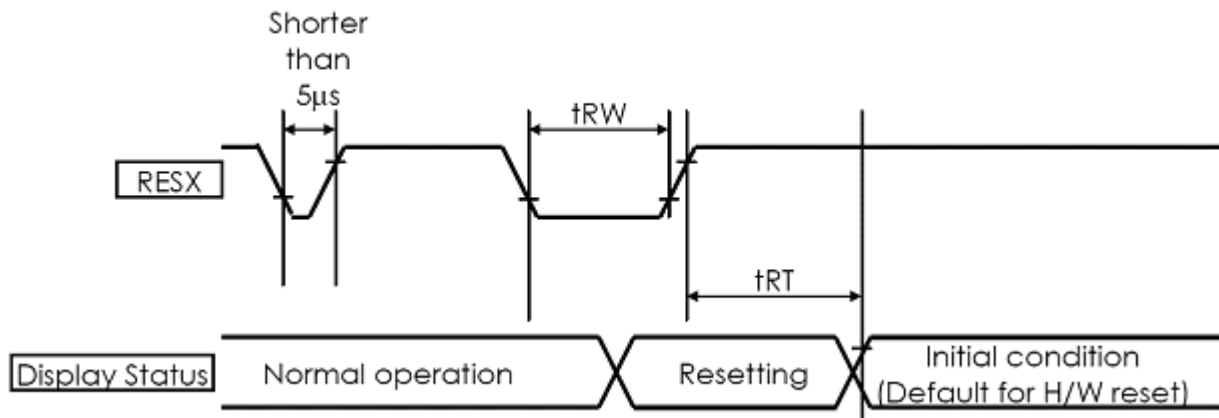 Shorter
than
5µs
tRW
RESX
tRT
Display Status
Normal operation
Resetting
Initial condition
(Default for H/W reset)